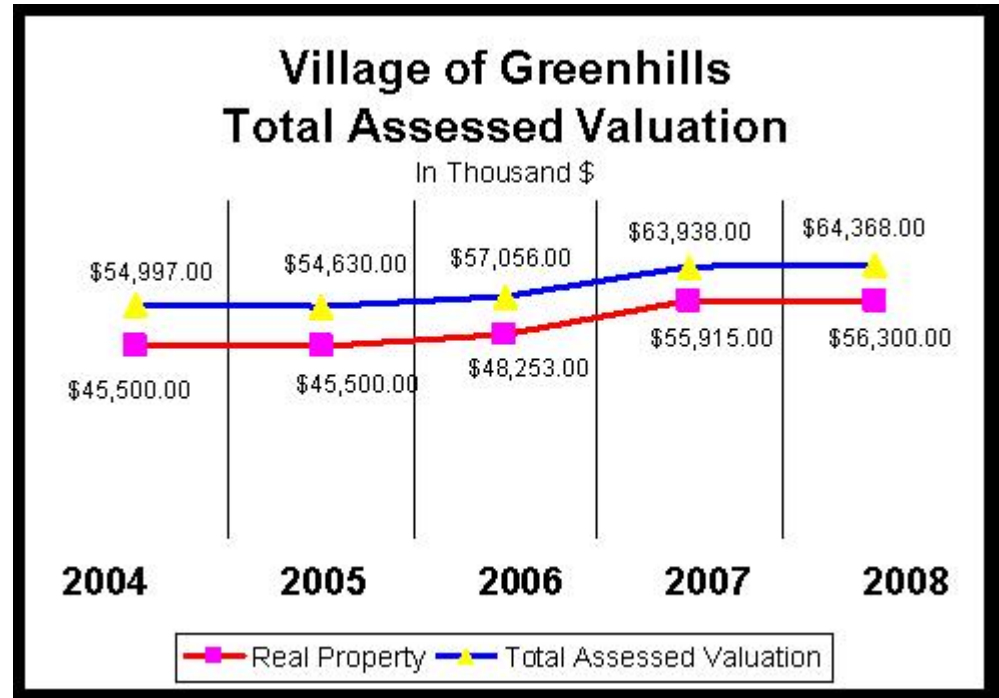 Village of Greenhills
Total Assessed Valuation
In Thousand $
$54,997.00
$54,630.00
$57,056.00
$63,938.00
$64,368.00
$45,500.00
$45,500.00
$48,253.00
$55,915.00
$56,300.00
2004 2005 2006 2007 2008
Real Property Total Assessed Valuation